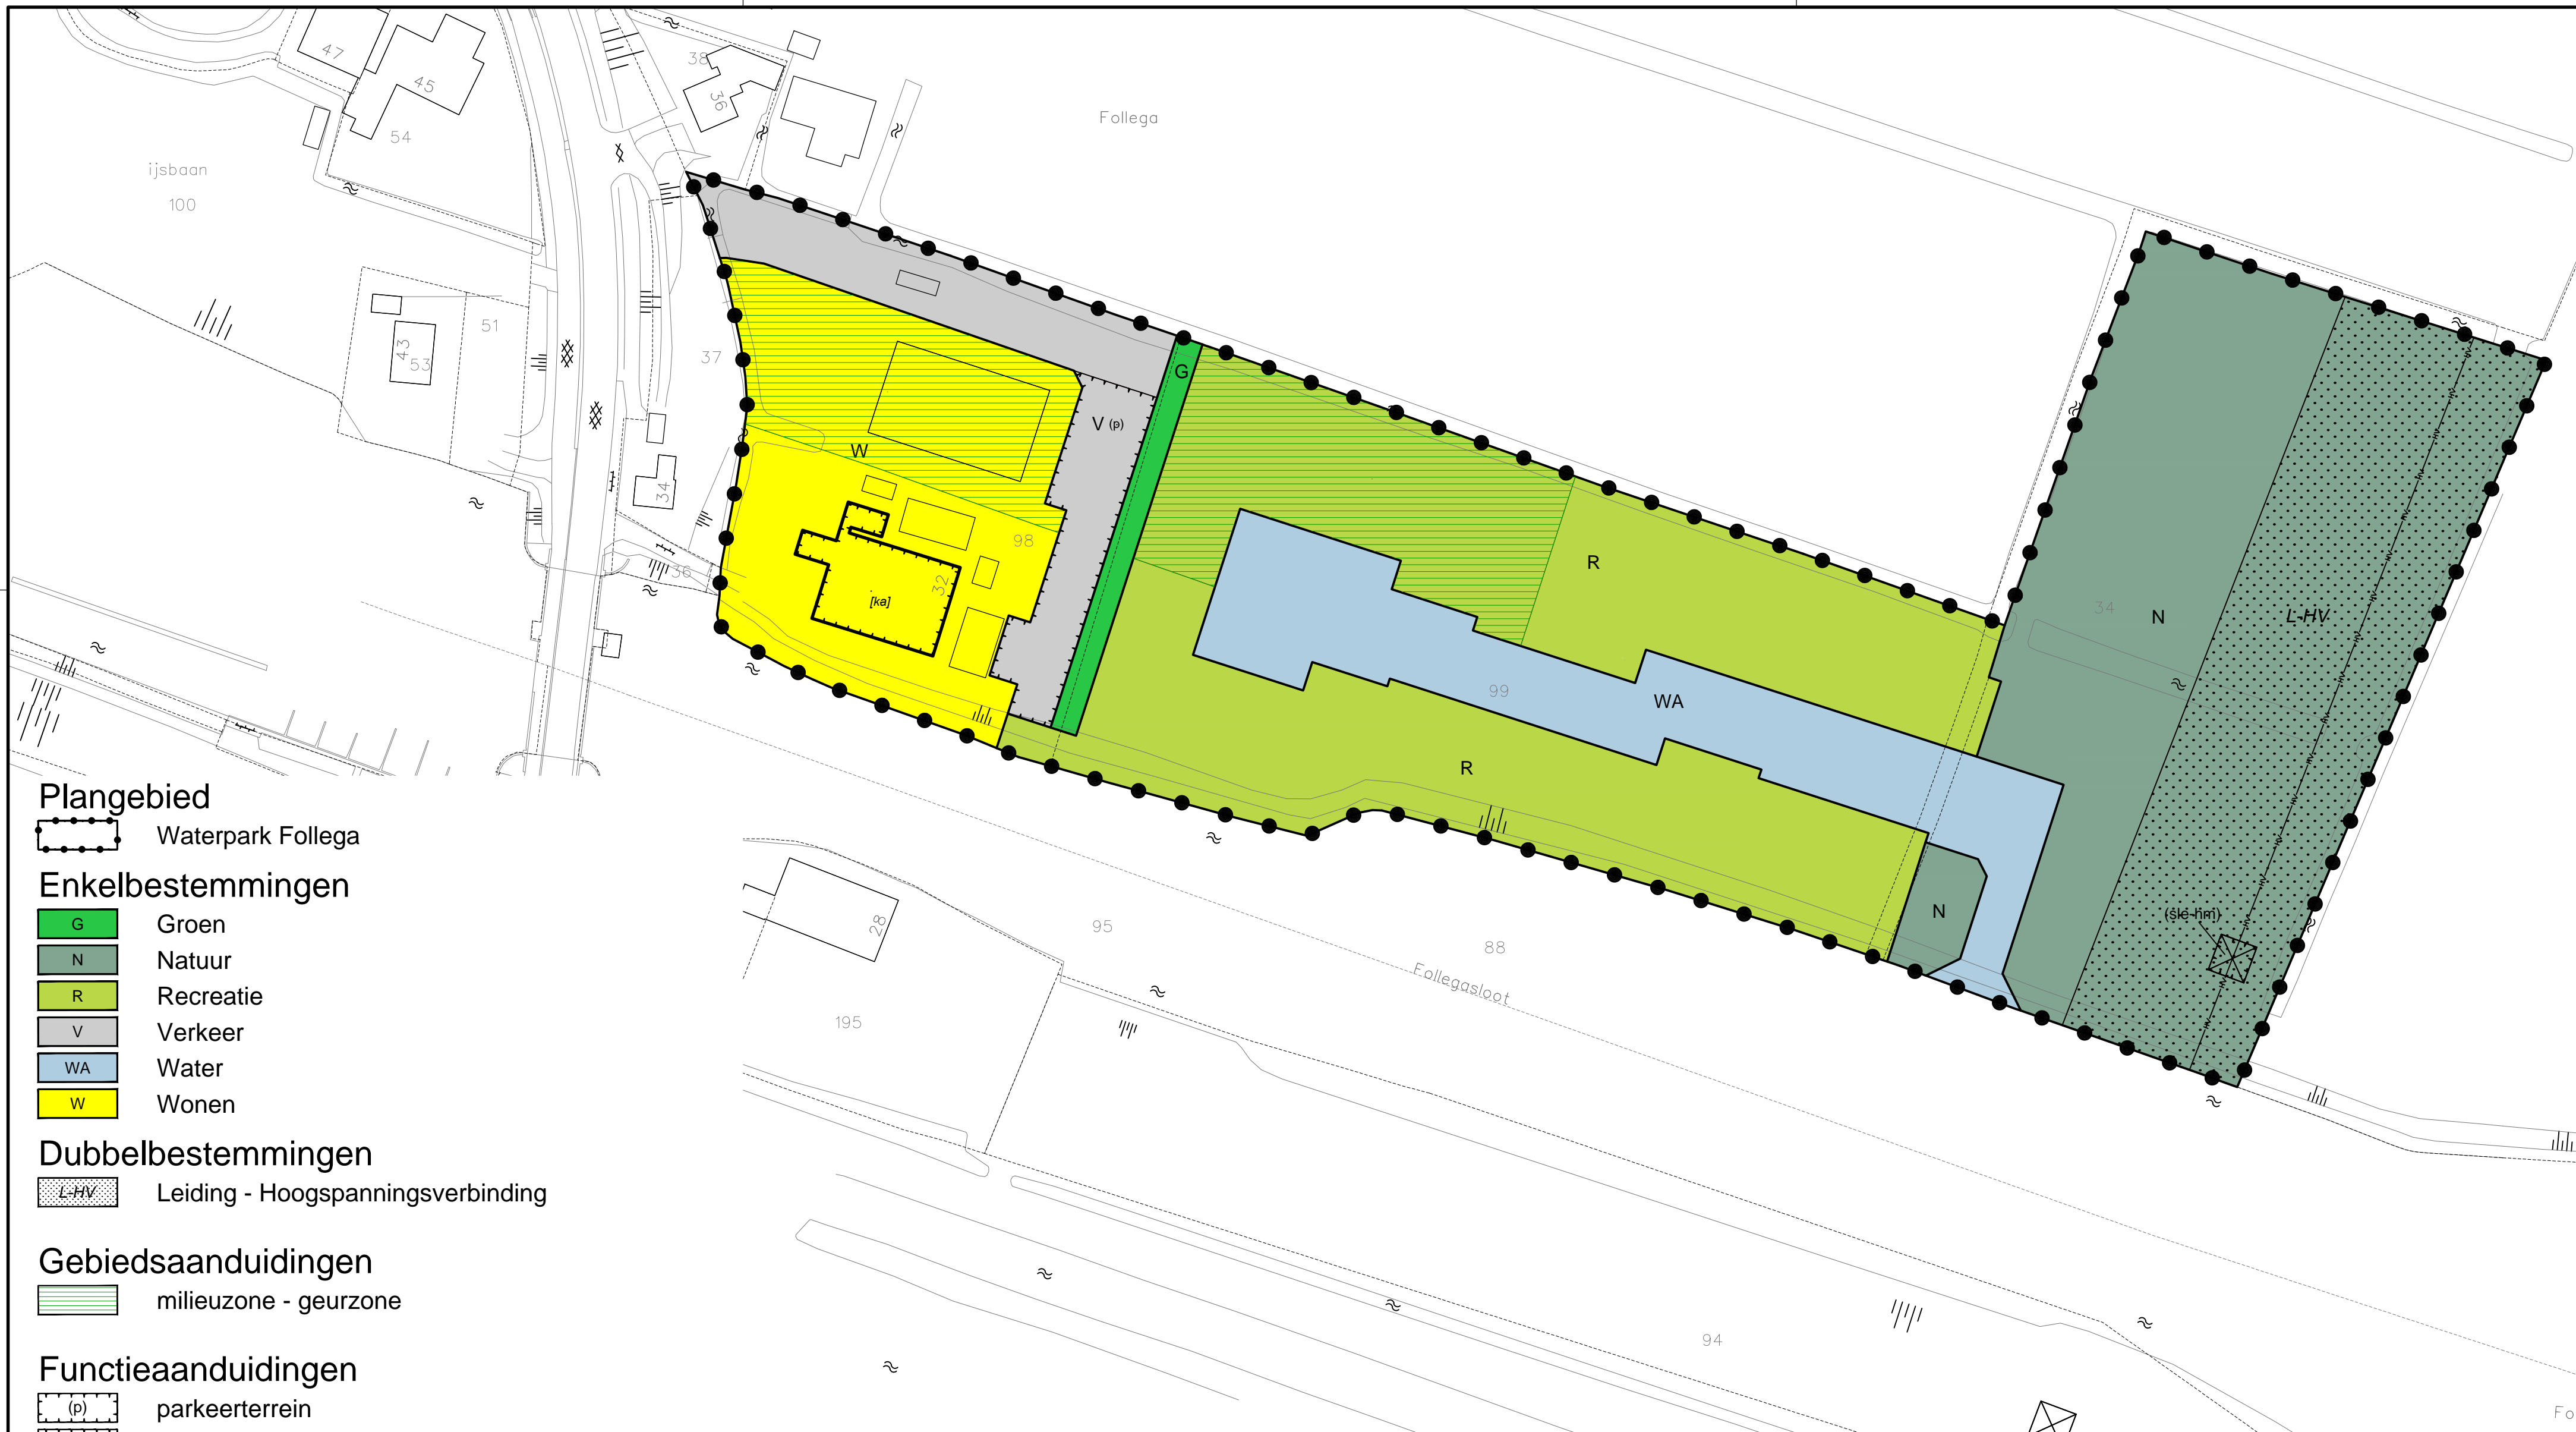 47
45
54
ijsbaan
100
38
36
Follega
43
53
51
37
34
36
G
V (p)
W
98
32
[ka]
R
99
WA
R
34
N
L-HV
(sle-hm)
N
28
95
88
Follegasloot
195
94
Fo
Plangebied
Waterpark Follega
Enkelbestemmingen
G Groen
N Natuur
R Recreatie
V Verkeer
WA Water
W Wonen
Dubbelbestemmingen
L-HV Leiding - Hoogspanningsverbinding
Gebiedsaanduidingen
milieuzone - geurzone
Functieaanduidingen
(p) parkeerterrein